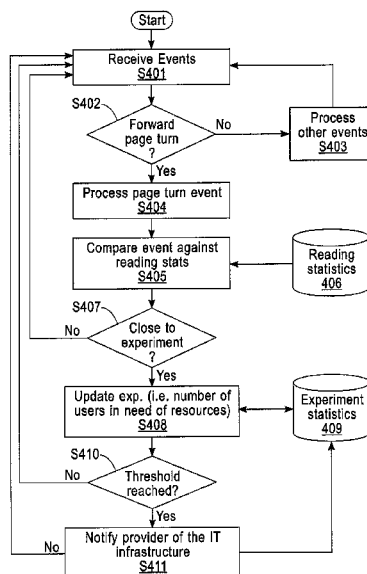 Start
Receive Events
S401
S402
Forward
page turn
?
No
Process
other events
S403
Yes
Process page turn event
S404
Compare event against
reading stats
S405
Reading
statistics
406
S407
No
Close to
experiment
?
Yes
Update exp. (i.e. number of
users in need of resources)
S408
Experiment
statistics
409
S410
No
Threshold
reached?
Yes
No
Notify provider of the IT
infrastructure
S411